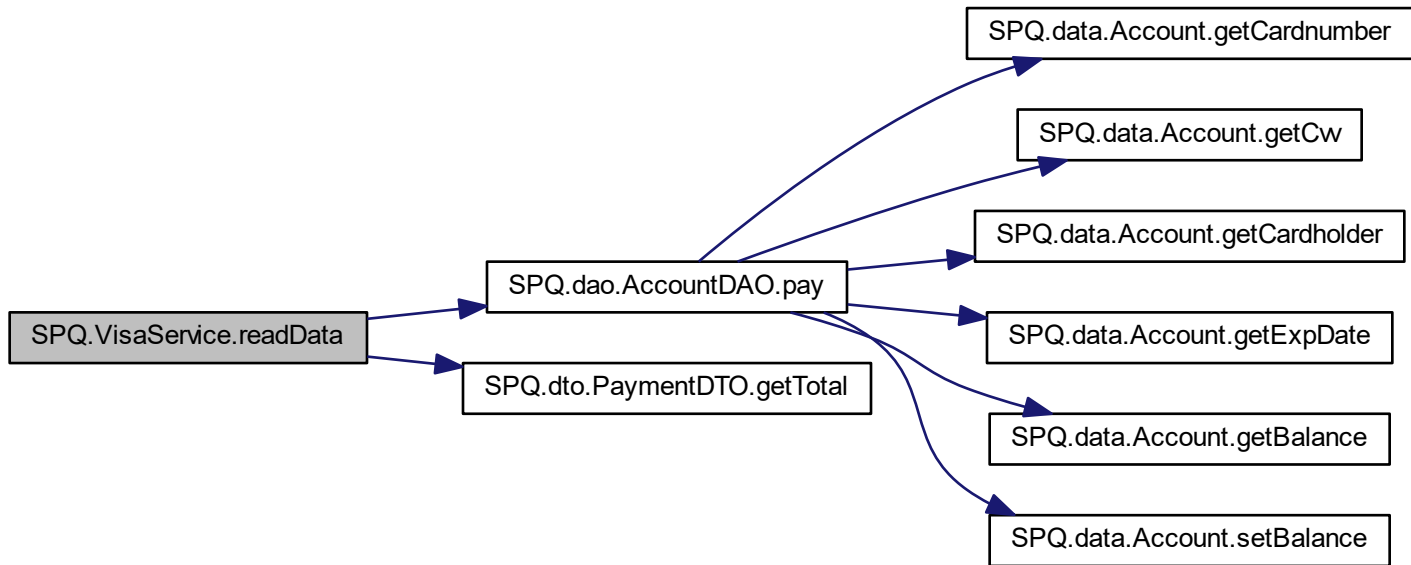 SPQ.VisaService.readData
SPQ.dao.AccountDAO.pay
SPQ.dto.PaymentDTO.getTotal
SPQ.data.Account.getCardnumber
SPQ.data.Account.getCw
SPQ.data.Account.getCardholder
SPQ.data.Account.getExpDate
SPQ.data.Account.getBalance
SPQ.data.Account.setBalance